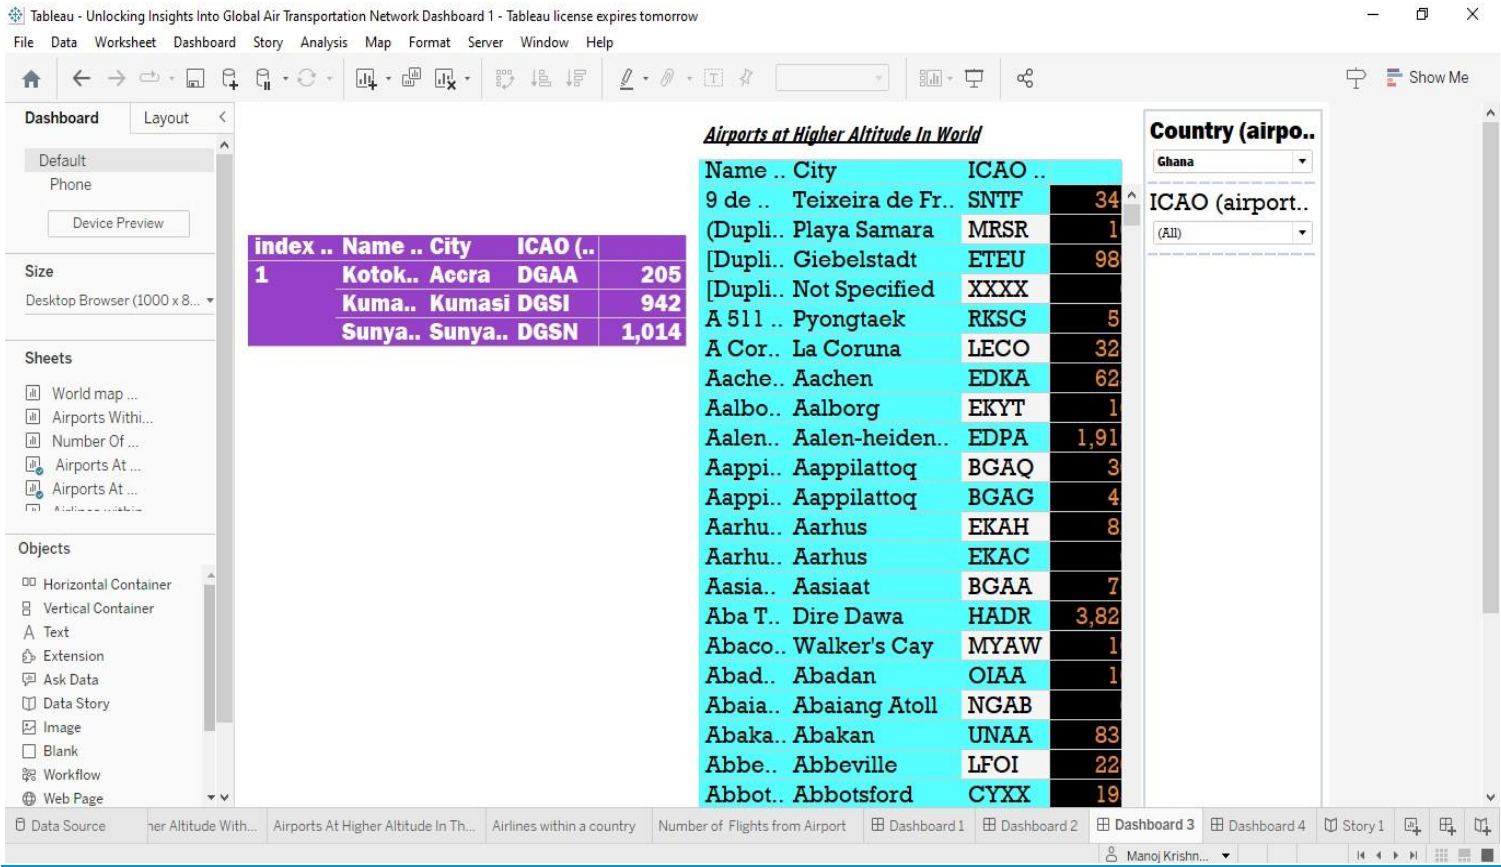 Tableau - Unlocking Insights Into Global Air Transportation Network Dashboard 1 - Tableau license expires tomorrow
File Data Worksheet Dashboard Story Analysis Map Format Server Window Help
Show Me
Dashboard Layout
Default
Phone
Device Preview
Size
Desktop Browser (1000 x 8...
Sheets
World map ...
Airports Withi...
Number Of ...
Airports At ...
Airports At ...
Objects
Horizontal Container
Vertical Container
Text
Extension
Ask Data
Data Story
Image
Blank
Workflow
Web Page
index .. Name .. City ICAO (..
1 Kotok.. Accra DGAA 205
Kuma.. Kumasi DGSI 942
Sunya.. Sunya.. DGSN 1,014
Airports at Higher Altitude In World
Name .. City ICAO ..
9 de .. Teixeira de Fr.. SNTF 34
(Dupli.. Playa Samara MRSR 1
[Dupli.. Giebelstadt ETEU 98
[Dupli.. Not Specified XXXX
A 511 .. Pyongtaek RKSG 5
A Cor.. La Coruna LECO 32
Aache.. Aachen EDKA 62
Aalbo.. Aalborg EKYT 1
Aalen.. Aalen-heiden.. EDPA 1,91
Aappi.. Aappilattoq BGAQ 3
Aappi.. Aappilattoq BGAG 4
Aarhu.. Aarhus EKAH 8
Aarhu.. Aarhus EKAC
Aasia.. Aasiaat BGAA 7
Aba T.. Dire Dawa HADR 3,82
Abaco.. Walker's Cay MYAW 1
Abad.. Abadan OIAA 1
Abaia.. Abaiang Atoll NGAB
Abaka.. Abakan UNAA 83
Abbe.. Abbeville LFOI 22
Abbot.. Abbotsford CYXX 19
Country (airpo..
Ghana
ICAO (airport..
(All)
Data Source her Altitude With... Airports At Higher Altitude In Th... Airlines within a country Number of Flights from Airport Dashboard 1 Dashboard 2 Dashboard 3 Dashboard 4 Story 1
Manoj Krishn...